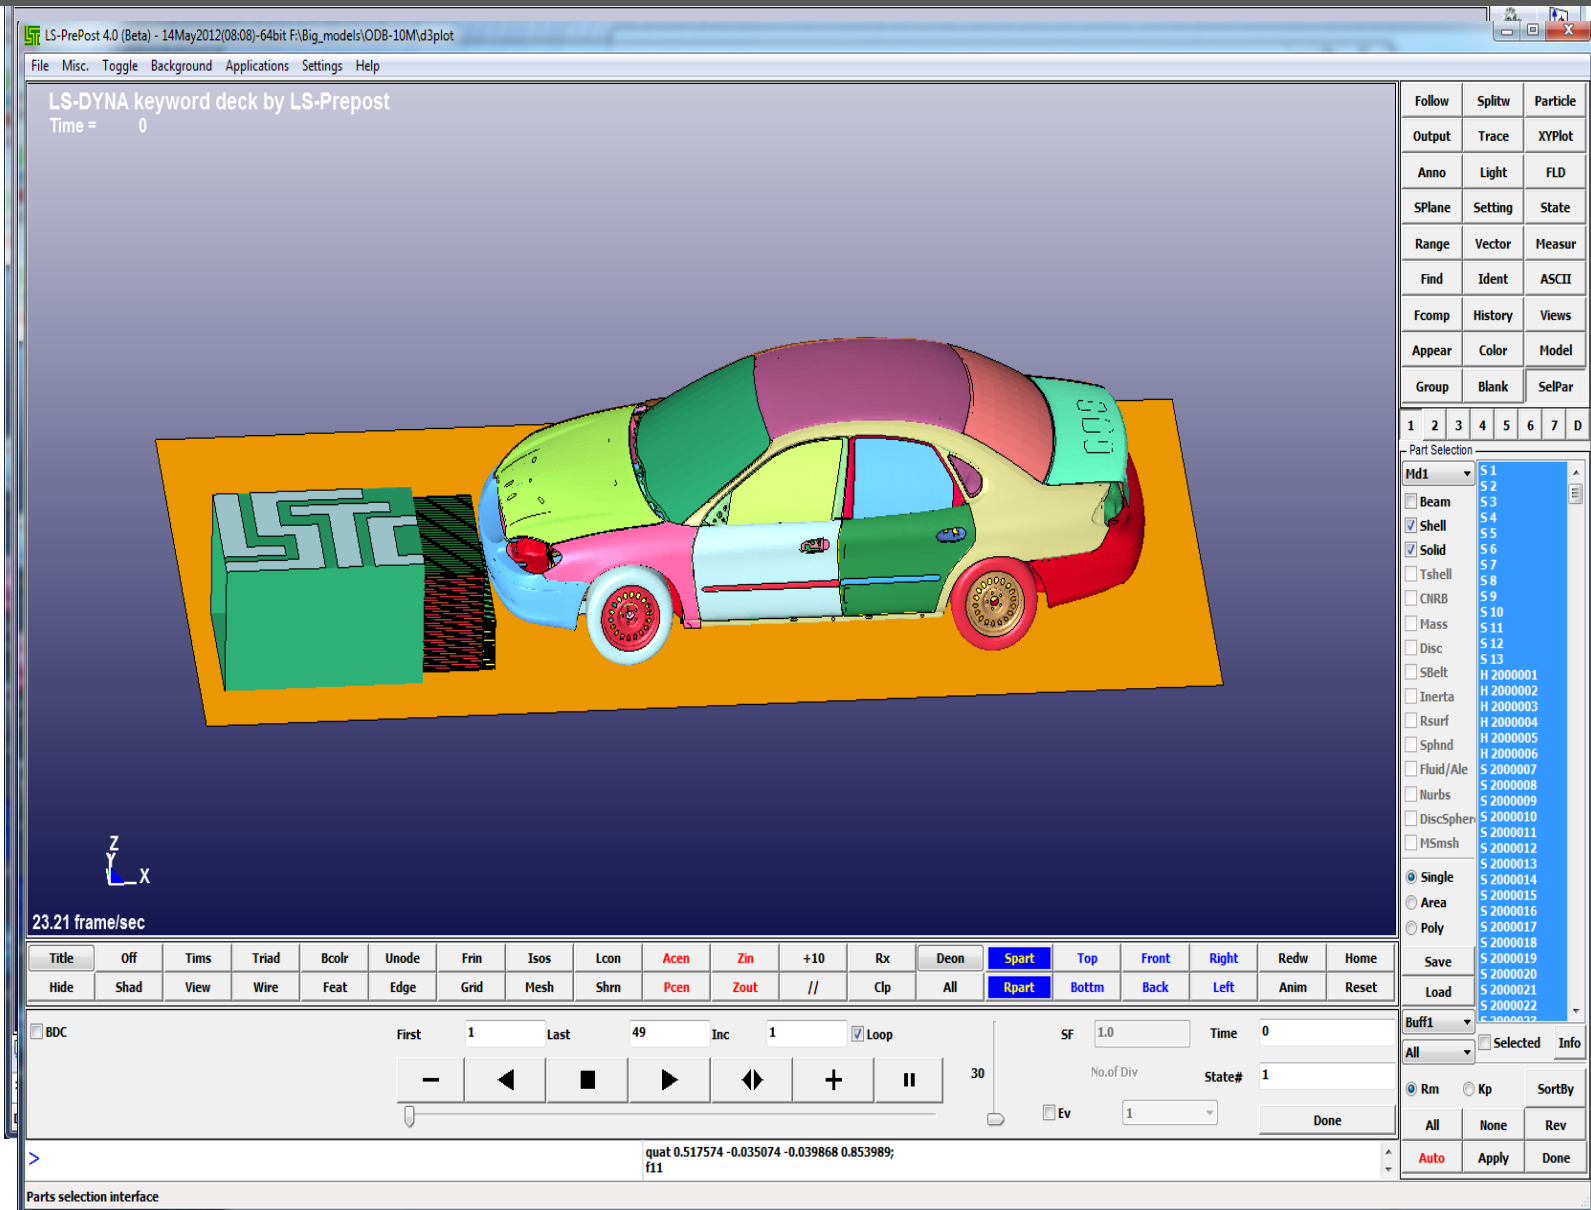 LS-PrePost 4.0 (Beta) - 14May2012(08:08)-64bit F:\Big_models\ODB-10M\d3plot
File Misc. Toggle Background Applications Settings Help
LS-DYNA keyword deck by LS-Prepost
Time = 0
LSTC
Z
Y
X
23.21 frame/sec
Follow Splitw Particle
Output Trace XYPlot
Anno Light FLD
SPlane Setting State
Range Vector Measur
Find Ident ASCII
Fcomp History Views
Appear Color Model
Group Blank SelPar
1 2 3 4 5 6 7 D
Part Selection
Md1
Beam
Shell
Solid
Tshell
CNRB
Mass
Disc
SBelt
Inerta
Rsurf
Sphnd
Fluid/Ale
Nurbs
DiscSpher
MSmsh
Single
Area
Poly
Save
Load
Buff1
All
S 1
S 2
S 3
S 4
S 5
S 6
S 7
S 8
S 9
S 10
S 11
S 12
S 13
H 2000001
H 2000002
H 2000003
H 2000004
H 2000005
H 2000006
S 2000007
S 2000008
S 2000009
S 2000010
S 2000011
S 2000012
S 2000013
S 2000014
S 2000015
S 2000016
S 2000017
S 2000018
S 2000019
S 2000020
S 2000021
S 2000022
S 2000023
Selected Info
Rm Kp SortBy
All None Rev
Auto Apply Done
Title Off Tims Triad Bcolr Unode Frin Isos Lcon Acen Zin +10 Rx Deon Spart Top Front Right Redw Home
Hide Shad View Wire Feat Edge Grid Mesh Shrn Pcen Zout // Clp All Rpart Bottm Back Left Anim Reset
BDC First 1 Last 49 Inc 1 Loop SF 1.0 Time 0
30 No.of Div State# 1
Ev 1 Done
>
quat 0.517574 -0.035074 -0.039868 0.853989;
f11
Parts selection interface